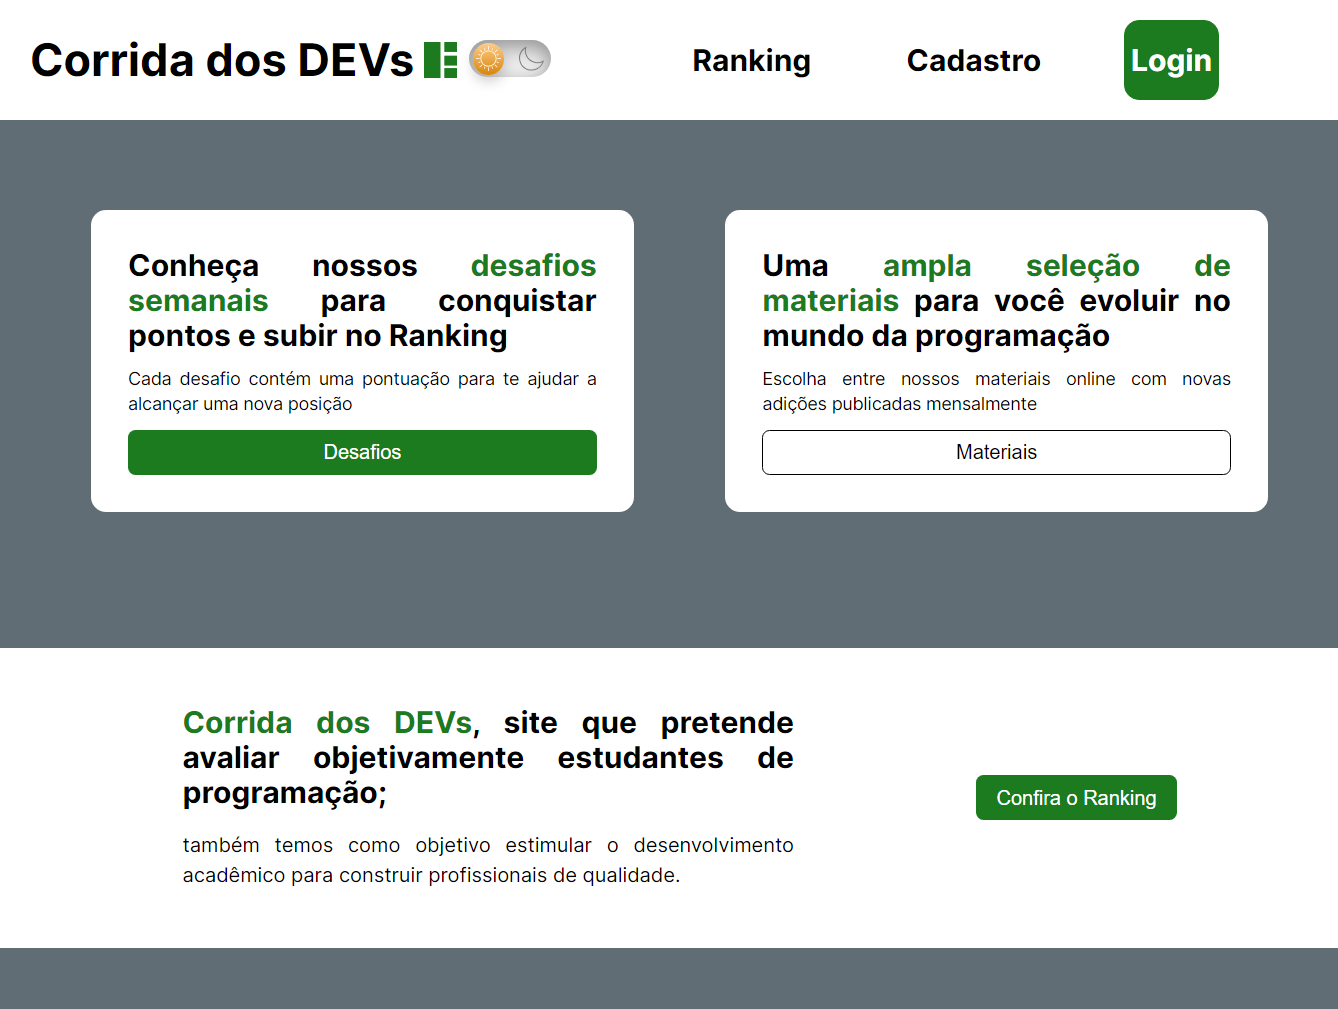 Corrida dos DEVs
Ranking
Cadastro
Login
Conheça nossos desafios
semanais para conquistar
pontos e subir no Ranking
Cada desafio contém uma pontuação para te ajudar a
alcançar uma nova posição
Desafios
Uma ampla seleção de
materiais para você evoluir no
mundo da programação
Escolha entre nossos materiais online com novas
adições publicadas mensalmente
Materiais
Corrida dos DEVs, site que pretende
avaliar objetivamente estudantes de
programação;
também temos como objetivo estimular o desenvolvimento
acadêmico para construir profissionais de qualidade.
Confira o Ranking